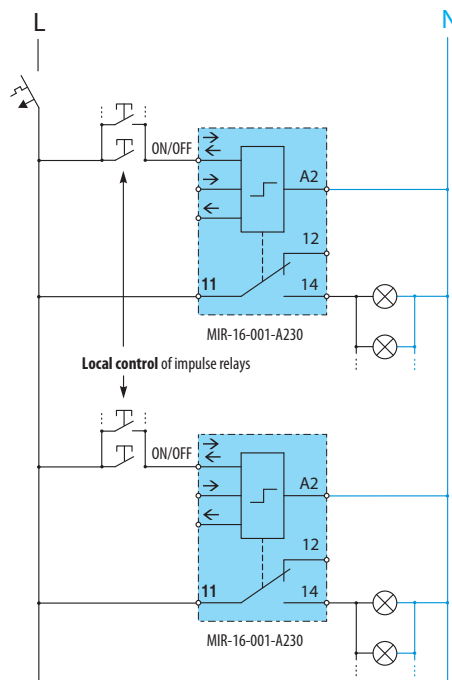 L
N
ON/OFF
A2
12
11
14
MIR-16-001-A230
Local control of impulse relays
ON/OFF
A2
12
11
14
MIR-16-001-A230